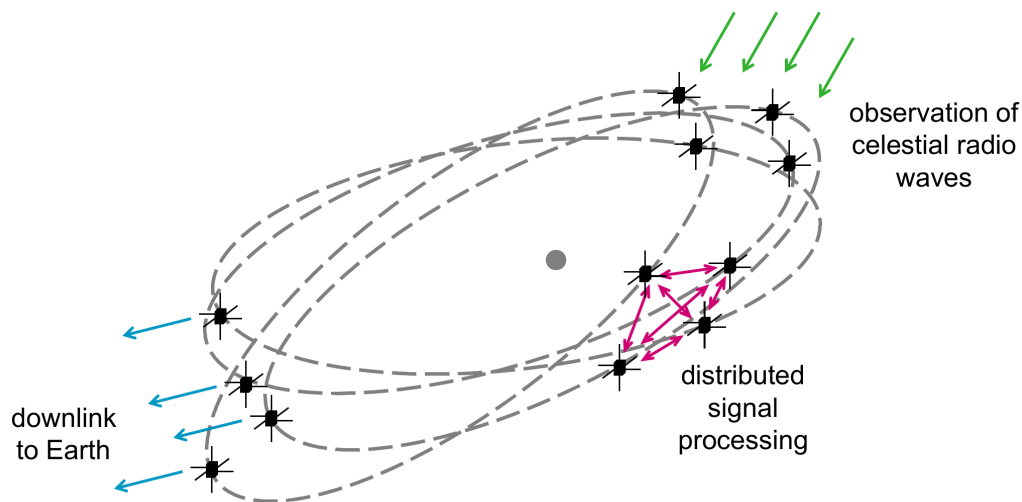 observation of
celestial radio
waves
distributed
signal
processing
downlink
to Earth